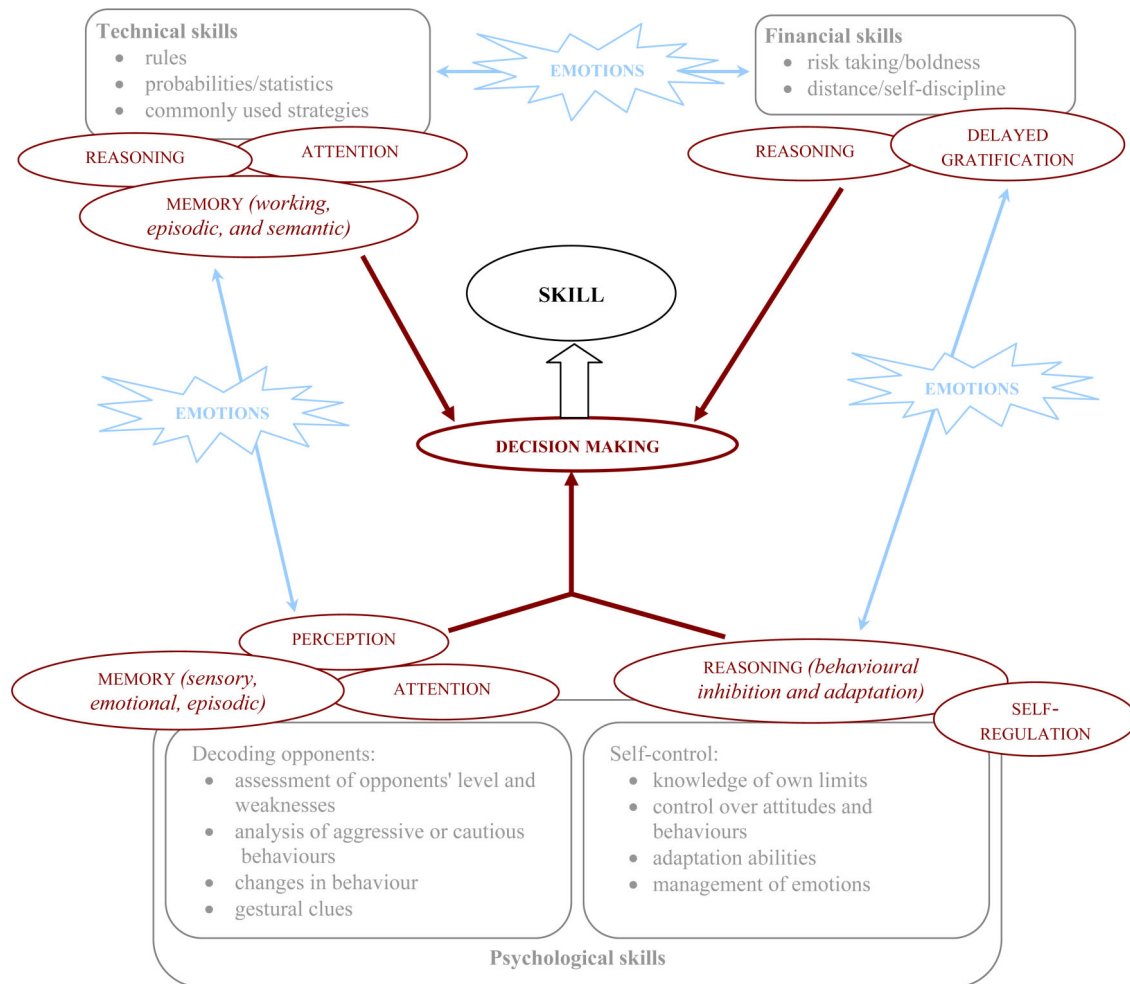 Technical skills
• rules
• probabilities/statistics
• commonly used strategies
EMOTIONS
Financial skills
• risk taking/boldness
• distance/self-discipline
REASONING
ATTENTION
MEMORY (working,
episodic, and semantic)
REASONING
DELAYED
GRATIFICATION
SKILL
EMOTIONS
EMOTIONS
DECISION MAKING
PERCEPTION
MEMORY (sensory,
emotional, episodic)
ATTENTION
REASONING (behavioural
inhibition and adaptation)
SELF-
REGULATION
Decoding opponents:
• assessment of opponents' level and
weaknesses
• analysis of aggressive or cautious
behaviours
• changes in behaviour
• gestural clues
Self-control:
• knowledge of own limits
• control over attitudes and
behaviours
• adaptation abilities
• management of emotions
Psychological skills